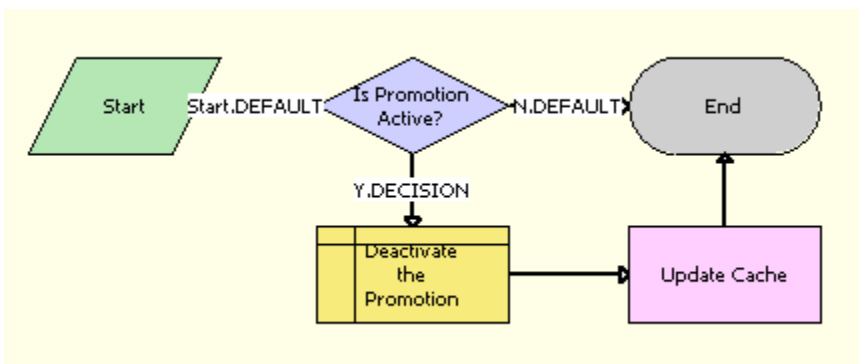 Start
Start.DEFAULT
Is Promotion
Active?
N.DEFAULT
End
Y.DECISION
Deactivate
the
Promotion
Update Cache